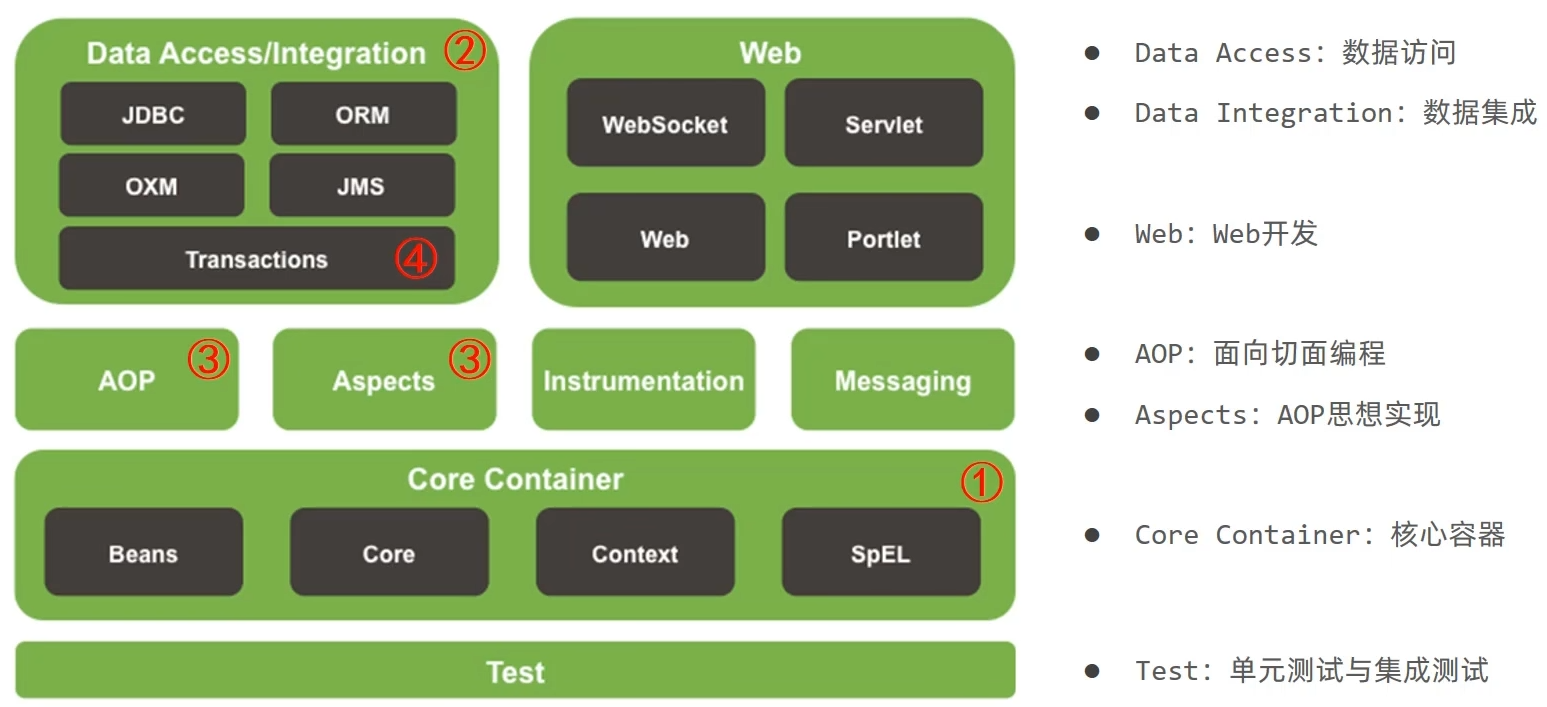 Data Access/Integration ②
JDBC
ORM
OXM
JMS
Transactions ④
Web
WebSocket
Servlet
Web
Portlet
AOP ③
Aspects ③
Instrumentation
Messaging
Core Container ①
Beans
Core
Context
SpEL
Test
● Data Access：数据访问
● Data Integration：数据集成
● Web：Web开发
● AOP：面向切面编程
● Aspects：AOP思想实现
● Core Container：核心容器
● Test：单元测试与集成测试